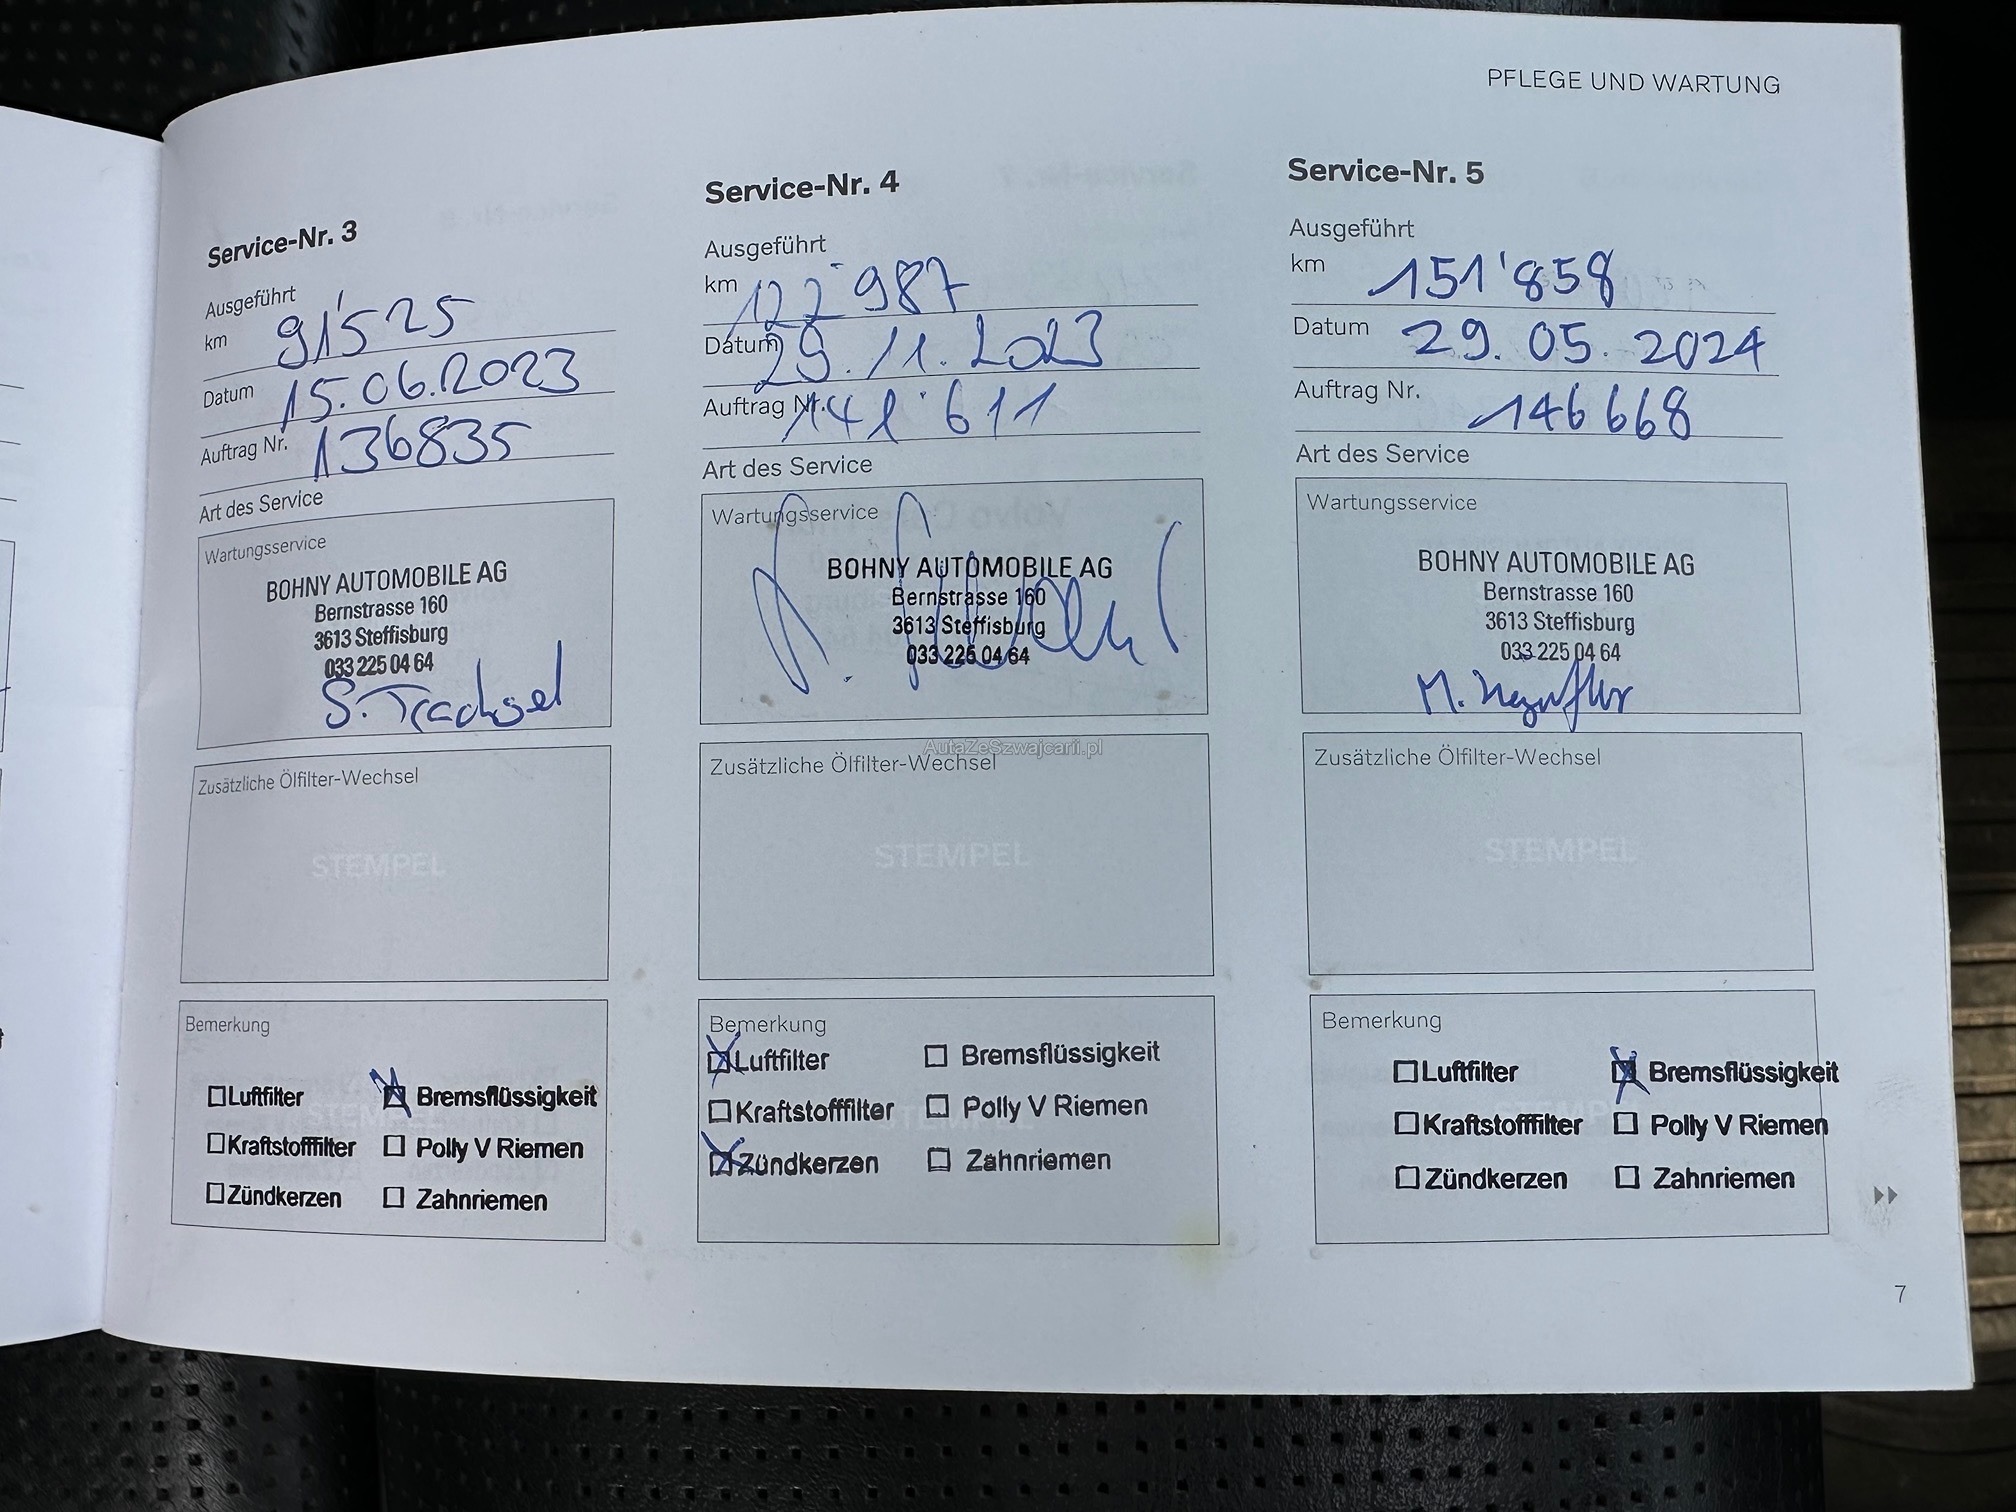 PFLEGE UND WARTUNG
Service-Nr. 3
Ausgeführt
km 91'525
Datum 15.06.2023
Auftrag Nr. 136835
Art des Service
Wartungsservice
BOHNY AUTOMOBILE AG
Bernstrasse 160
3613 Steffisburg
033 225 04 64
S. Trachsel
Zusätzliche Ölfilter-Wechsel
STEMPEL
Bemerkung
Luftfilter Bremsflüssigkeit
Kraftstofffilter Polly V Riemen
Zündkerzen Zahnriemen
STEMPEL
Service-Nr. 4
Ausgeführt
km 122'987
Datum 29.11.2023
Auftrag Nr. 141'611
Art des Service
Wartungsservice
BOHNY AUTOMOBILE AG
Bernstrasse 160
3613 Steffisburg
033 225 04 64
Zusätzliche Ölfilter-Wechsel
AutaZeSzwajcarii.pl
STEMPEL
Bemerkung
Luftfilter Bremsflüssigkeit
Kraftstofffilter Polly V Riemen
Zündkerzen Zahnriemen
STEMPEL
Service-Nr. 5
Ausgeführt
km 151'858
Datum 29.05.2024
Auftrag Nr. 146668
Art des Service
Wartungsservice
BOHNY AUTOMOBILE AG
Bernstrasse 160
3613 Steffisburg
033 225 04 64
M.
Zusätzliche Ölfilter-Wechsel
STEMPEL
Bemerkung
Luftfilter Bremsflüssigkeit
Kraftstofffilter Polly V Riemen
Zündkerzen Zahnriemen
STEMPEL
7